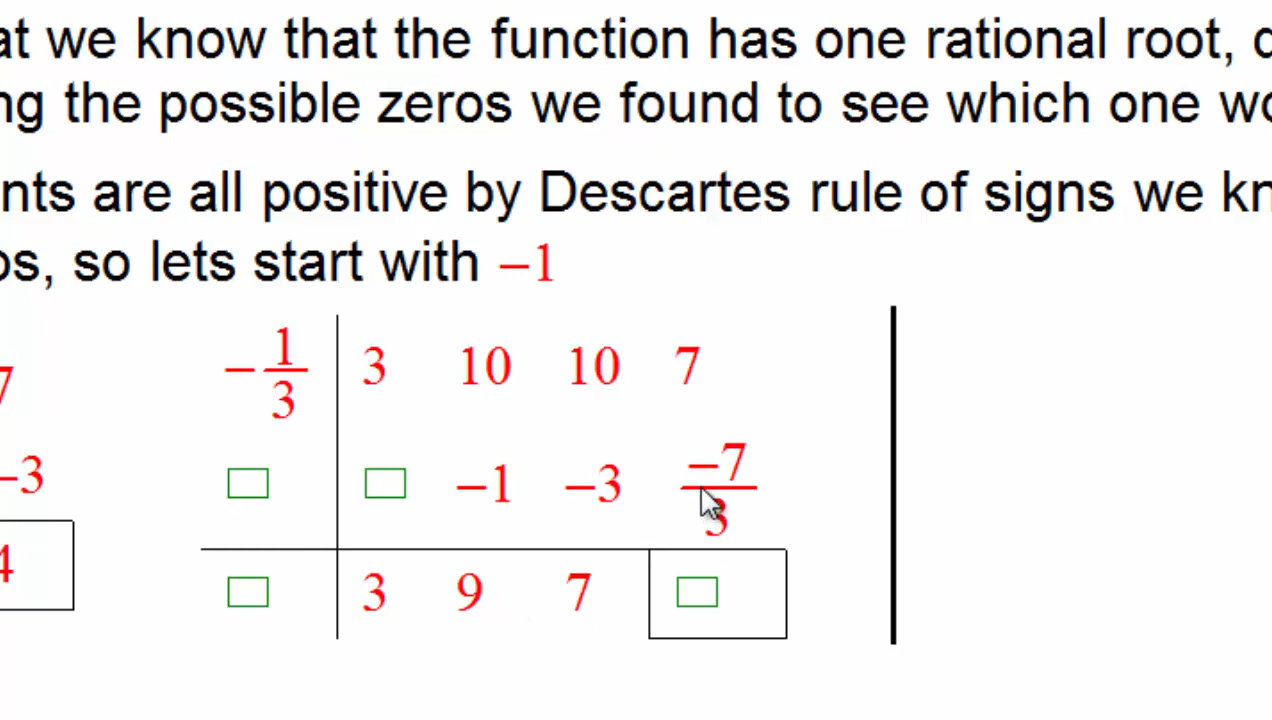 at we know that the function has one rational root,
ng the possible zeros we found to see which one
nts are all positive by Descartes rule of signs we
os, so lets start with −1
7
−3
4
−1/3 3 10 10 7
−1 −3 −7/3
3 9 7